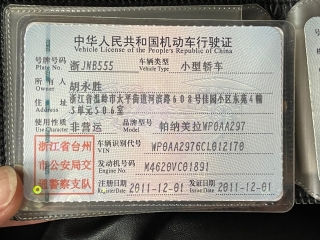 中华人民共和国机动车行驶证
Vehicle License of the People's Republic of China
号牌号码 浙JNB555 车辆类型 小型轿车
Plate No. Vehicle Type
所有人 胡永胜
Owner
住址 浙江省温岭市太平街道河滨路608号佳园小区东苑4幢
Address 3单元506室
使用性质 非营运 品牌型号 帕纳美拉WP0AA297
Use Character Model
浙江省台州 车辆识别代号 WP0AA2976CL012170
VIN
市公安局交 发动机号码 M4620VC01891
Engine No.
通警察支队 注册日期 2011-12-01 发证日期 2011-12-01
Register Date Issue Date